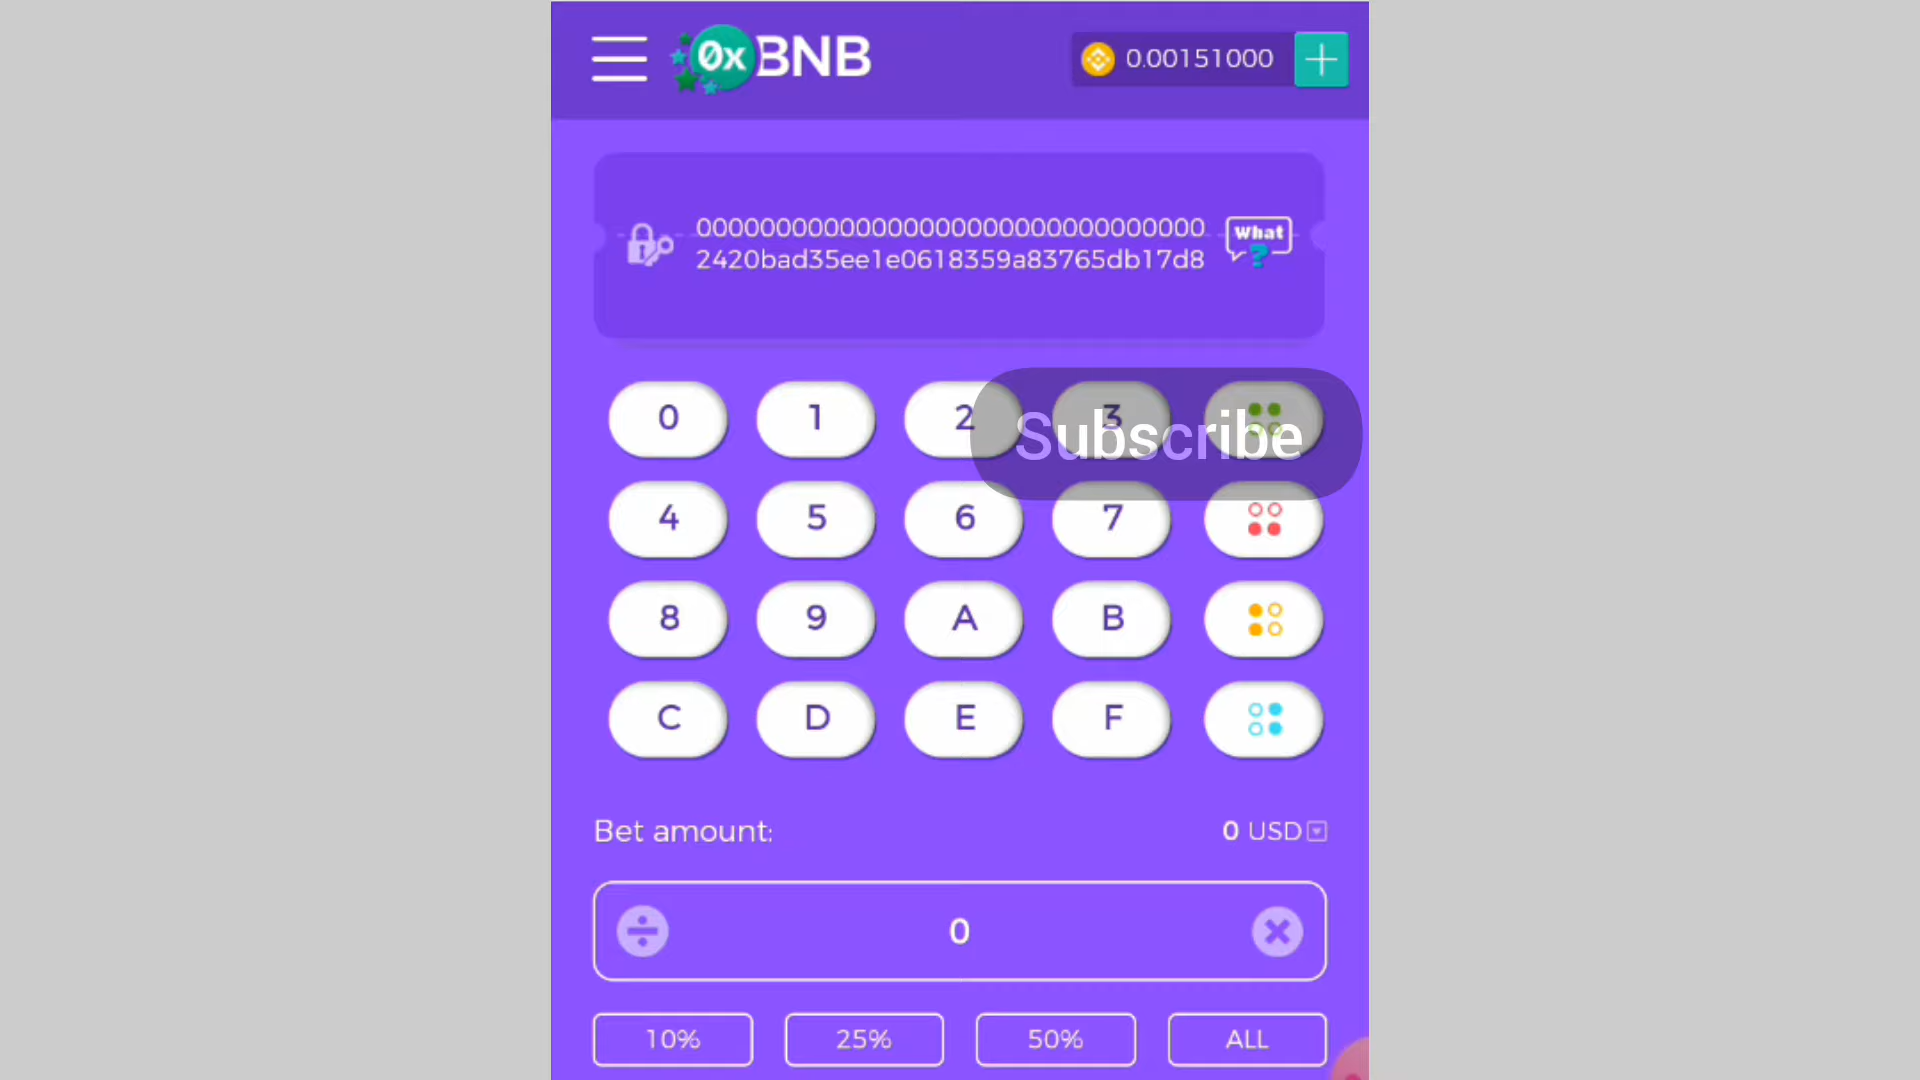 0xBNB
0.00151000 +
00000000000000000000000000000000
2420bad35ee1e0618359a83765db17d8
What ?
0 1 2 3
Subscribe
4 5 6 7
8 9 A B
C D E F
Bet amount: 0 USD
÷ 0 ×
10% 25% 50% ALL